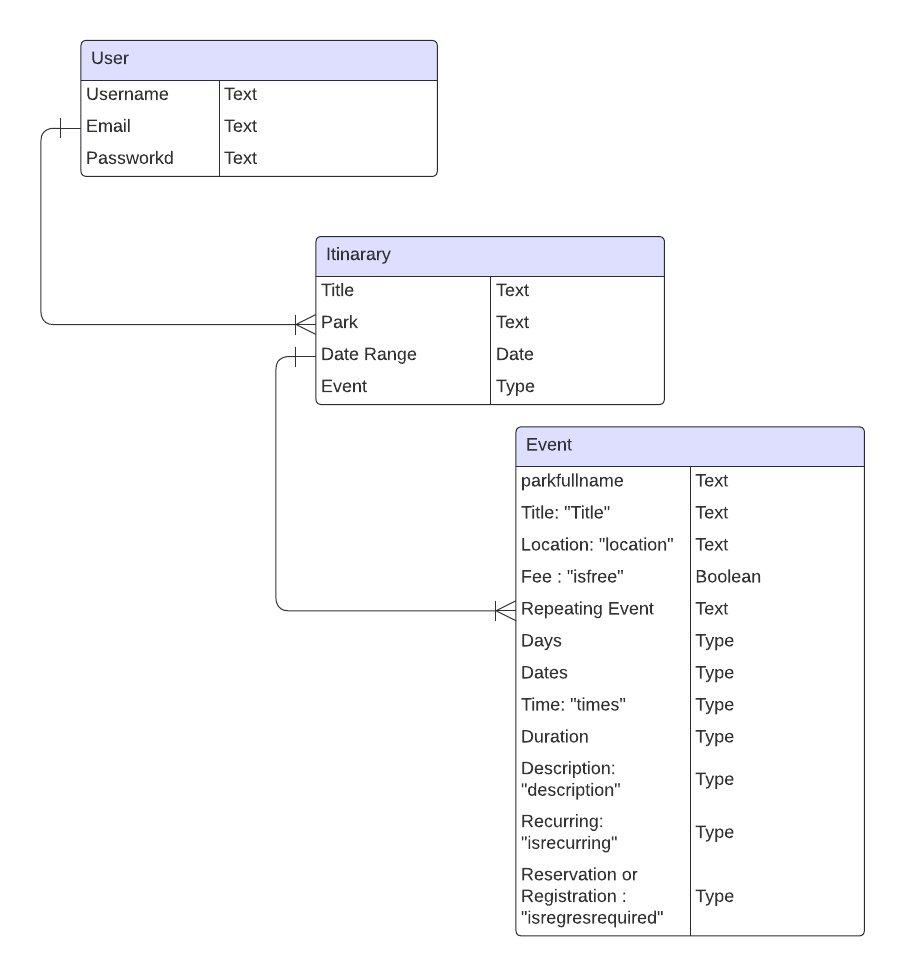 User
Username Text
Email Text
Passworkd Text
Itinarary
Title Text
Park Text
Date Range Date
Event Type
Event
parkfullname Text
Title: "Title" Text
Location: "location" Text
Fee : "isfree" Boolean
Repeating Event Text
Days Type
Dates Type
Time: "times" Type
Duration Type
Description:
"description" Type
Recurring:
"isrecurring" Type
Reservation or
Registration : Type
"isregresrequired"